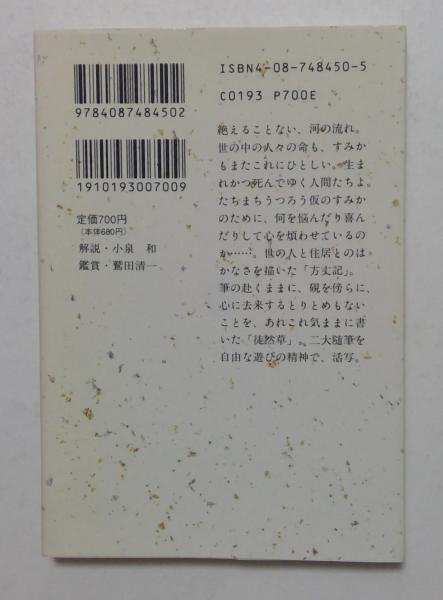 9784087484502
1910193007009
定価700円
〔本体680円〕
解説・小泉 和
鑑賞・鷲田清一
ISBN4-08-748450-5
C0193 P700E
絶えることない、河の流れ。
世の中の人々の命も、すみか
もまたこれにひとしい。生ま
れかつ死んでゆく人間たちよ。
たちまちうつろう仮のすみか
のために、何を悩んだり喜ん
だりして心を煩わせているの
か……。世の人と住居とのは
かなさを描いた「方丈記」。
筆の赴くままに、硯を傍らに、
心に去来するとりとめもない
ことを、あれこれ気ままに書
いた「徒然草」。二大随筆を
自由な遊びの精神で、活写。